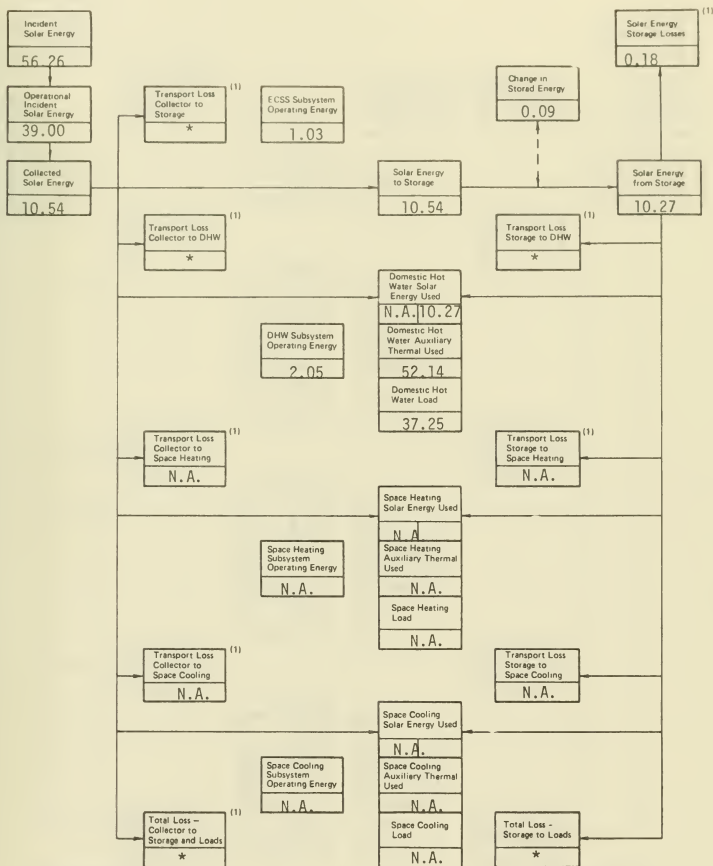 Incident
Solar Energy
56.26
Operational
Incident
Solar Energy
39.00
Collected
Solar Energy
10.54
Transport Loss
Collector to
Storage
*
(1)
ECSS Subsystem
Operating Energy
1.03
Solar Energy
to Storage
10.54
Change in
Storad Energy
0.09
Solar Energy
Storage Losses
0.18
(1)
Solar Energy
from Storage
10.27
Transport Loss
Collector to DHW
*
(1)
Transport Loss
Storage to DHW
*
(1)
Domestic Hot
Water Solar
Energy Used
N.A. 10.27
Domestic Hot
Water Auxiliary
Thermal Used
52.14
Domestic Hot
Water Load
37.25
DHW Subsystem
Operating Energy
2.05
Transport Loss
Collector to
Space Heating
N.A.
(1)
Transport Loss
Storage to
Space Heating
N.A.
(1)
Space Heating
Solar Energy Used
N.A
Space Heating
Auxiliary Thermal
Used
N.A.
Space Heating
Load
N.A.
Space Heating
Subsystem
Operating Energy
N.A.
Transport Loss
Collector to
Space Cooling
N.A.
(1)
Transport Loss
Storage to
Space Cooling
N.A.
Space Cooling
Solar Energy Used
N.A.
Space Cooling
Auxiliary Thermal
Used
N.A.
Space Cooling
Load
N.A.
Space Cooling
Subsystem
Operating Energy
N.A.
Total Loss –
Collector to
Storage and Loads
*
(1)
Total Loss -
Storage to Loads
*